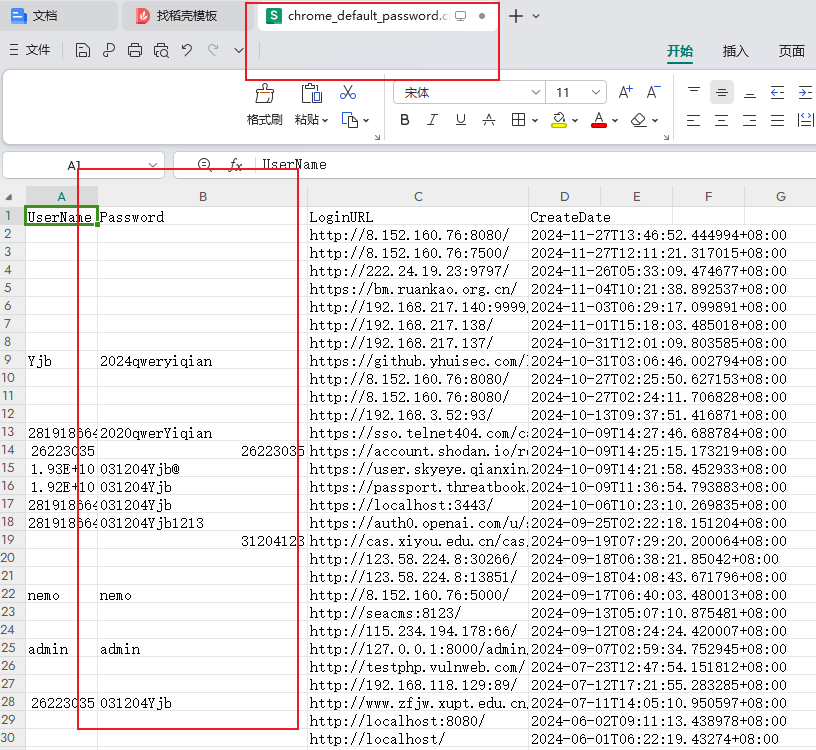 文档 找稻壳模板 chrome_default_password.c
文件 开始 插入 页面
宋体 11 A+ A-
格式刷 粘贴 B I U A A
A1 fx UserName
A B C D E F G
1 UserName Password LoginURL CreateDate
2 http://8.152.160.76:8080/ 2024-11-27T13:46:52.444994+08:00
3 http://8.152.160.76:7500/ 2024-11-27T12:11:21.317015+08:00
4 http://222.24.19.23:9797/ 2024-11-26T05:33:09.474677+08:00
5 https://bm.ruankao.org.cn/ 2024-11-04T10:21:38.892537+08:00
6 http://192.168.217.140:9999, 2024-11-03T06:29:17.099891+08:00
7 http://192.168.217.138/ 2024-11-01T15:18:03.485018+08:00
8 http://192.168.217.137/ 2024-10-31T12:01:09.803585+08:00
9 Yjb 2024qweryiqian https://github.yhuisec.com/ 2024-10-31T03:06:46.002794+08:00
10 http://8.152.160.76:8080/ 2024-10-27T02:25:50.627153+08:00
11 http://8.152.160.76:8080/ 2024-10-27T02:24:11.706828+08:00
12 http://192.168.3.52:93/ 2024-10-13T09:37:51.416871+08:00
13 281918664 2020qwerYiqian https://sso.telnet404.com/ca 2024-10-09T14:27:46.688784+08:00
14 26223035 26223035 https://account.shodan.io/re 2024-10-09T14:25:15.173219+08:00
15 1.93E+10 031204Yjb@ https://user.skyeye.qianxin. 2024-10-09T14:21:58.452933+08:00
16 1.92E+10 031204Yjb https://passport.threatbook. 2024-10-09T11:36:54.793883+08:00
17 281918664 031204Yjb https://localhost:3443/ 2024-10-06T10:23:10.269835+08:00
18 281918664 031204Yjb1213 https://auth0.openai.com/u/ 2024-09-25T02:22:18.151204+08:00
19 31204123 http://cas.xiyou.edu.cn/cas, 2024-09-19T07:29:20.200064+08:00
20 http://123.58.224.8:30266/ 2024-09-18T06:38:21.85042+08:00
21 http://123.58.224.8:13851/ 2024-09-18T04:08:43.671796+08:00
22 nemo nemo http://8.152.160.76:5000/ 2024-09-17T06:40:03.480013+08:00
23 http://seacms:8123/ 2024-09-13T05:07:10.875481+08:00
24 http://115.234.194.178:66/ 2024-09-12T08:24:24.420007+08:00
25 admin admin http://127.0.0.1:8000/admin, 2024-09-07T02:59:34.752945+08:00
26 http://testphp.vulnweb.com/ 2024-07-23T12:47:54.151812+08:00
27 http://192.168.118.129:89/ 2024-07-12T17:21:55.283285+08:00
28 26223035 031204Yjb http://www.zfjw.xupt.edu.cn, 2024-07-11T14:05:10.950597+08:00
29 http://localhost:8080/ 2024-06-02T09:11:13.438978+08:00
30 http://localhost/ 2024-06-01T06:22:19.43274+08:00